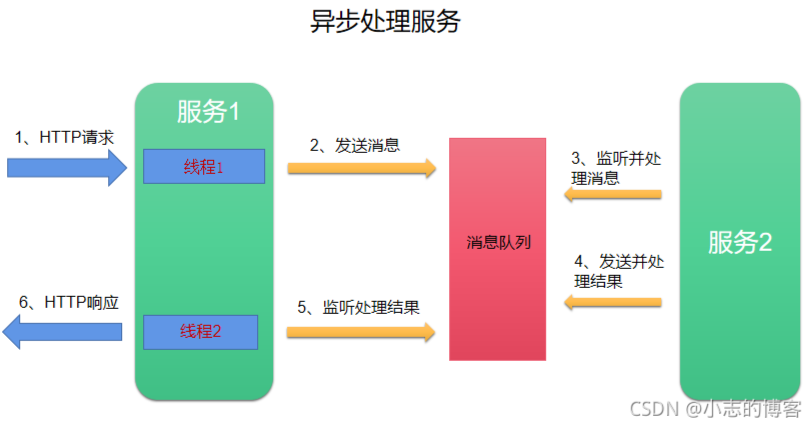 异步处理服务
服务1
1、HTTP请求
线程1
2、发送消息
3、监听并处
理消息
消息队列
服务2
4、发送并处
理结果
6、HTTP响应
线程2
5、监听处理结果
CSDN @小志的博客